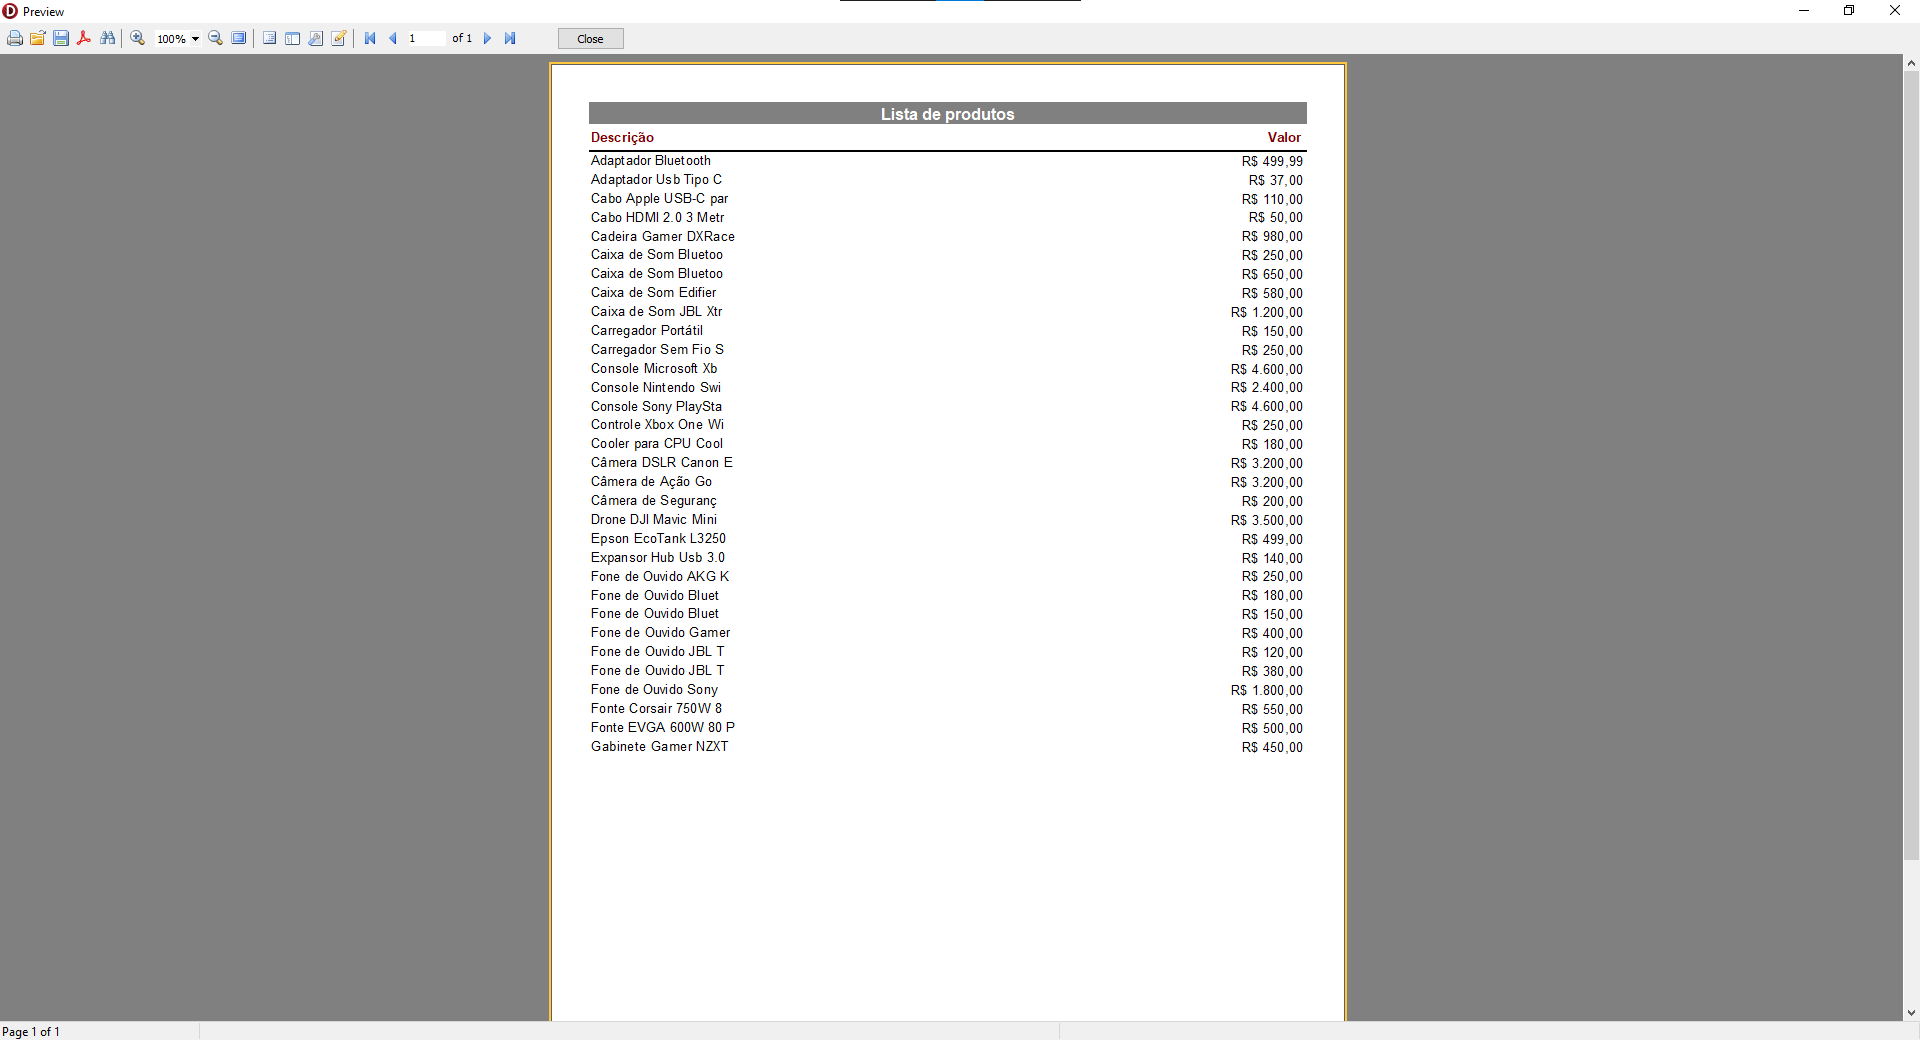 Preview
100%
1 of 1
Close
Lista de produtos
Descrição Valor
Adaptador Bluetooth R$ 499,99
Adaptador Usb Tipo C R$ 37,00
Cabo Apple USB-C par R$ 110,00
Cabo HDMI 2.0 3 Metr R$ 50,00
Cadeira Gamer DXRace R$ 980,00
Caixa de Som Bluetoo R$ 250,00
Caixa de Som Bluetoo R$ 650,00
Caixa de Som Edifier R$ 580,00
Caixa de Som JBL Xtr R$ 1.200,00
Carregador Portátil R$ 150,00
Carregador Sem Fio S R$ 250,00
Console Microsoft Xb R$ 4.600,00
Console Nintendo Swi R$ 2.400,00
Console Sony PlaySta R$ 4.600,00
Controle Xbox One Wi R$ 250,00
Cooler para CPU Cool R$ 180,00
Câmera DSLR Canon E R$ 3.200,00
Câmera de Ação Go R$ 3.200,00
Câmera de Seguranç R$ 200,00
Drone DJI Mavic Mini R$ 3.500,00
Epson EcoTank L3250 R$ 499,00
Expansor Hub Usb 3.0 R$ 140,00
Fone de Ouvido AKG K R$ 250,00
Fone de Ouvido Bluet R$ 180,00
Fone de Ouvido Bluet R$ 150,00
Fone de Ouvido Gamer R$ 400,00
Fone de Ouvido JBL T R$ 120,00
Fone de Ouvido JBL T R$ 380,00
Fone de Ouvido Sony R$ 1.800,00
Fonte Corsair 750W 8 R$ 550,00
Fonte EVGA 600W 80 P R$ 500,00
Gabinete Gamer NZXT R$ 450,00
Page 1 of 1